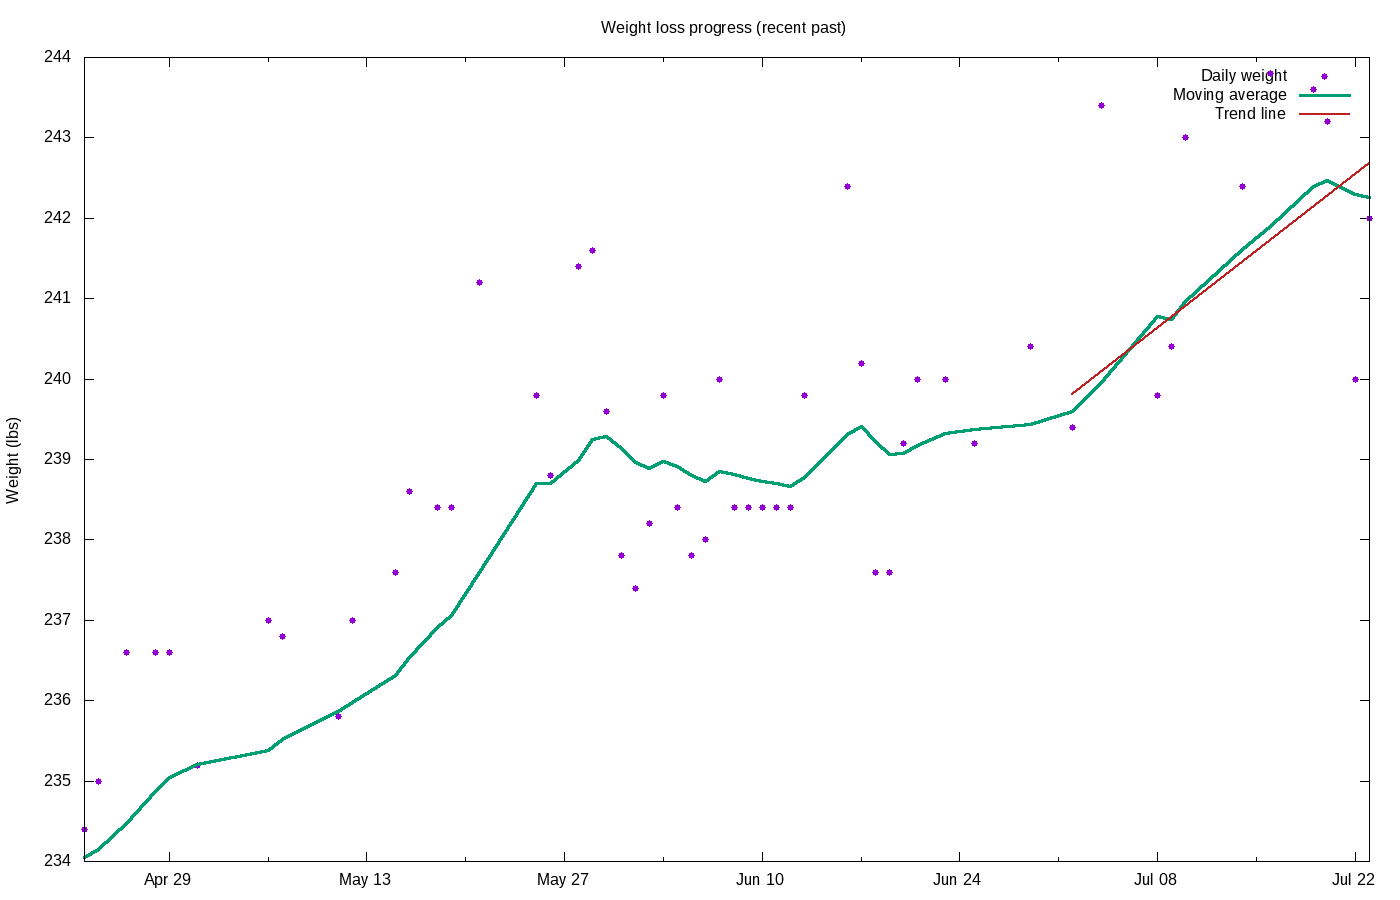 Weight loss progress (recent past)
244
243
242
241
240
239
238
237
236
235
234
Weight (lbs)
Daily weight
Moving average
Trend line
Apr 29 May 13 May 27 Jun 10 Jun 24 Jul 08 Jul 22